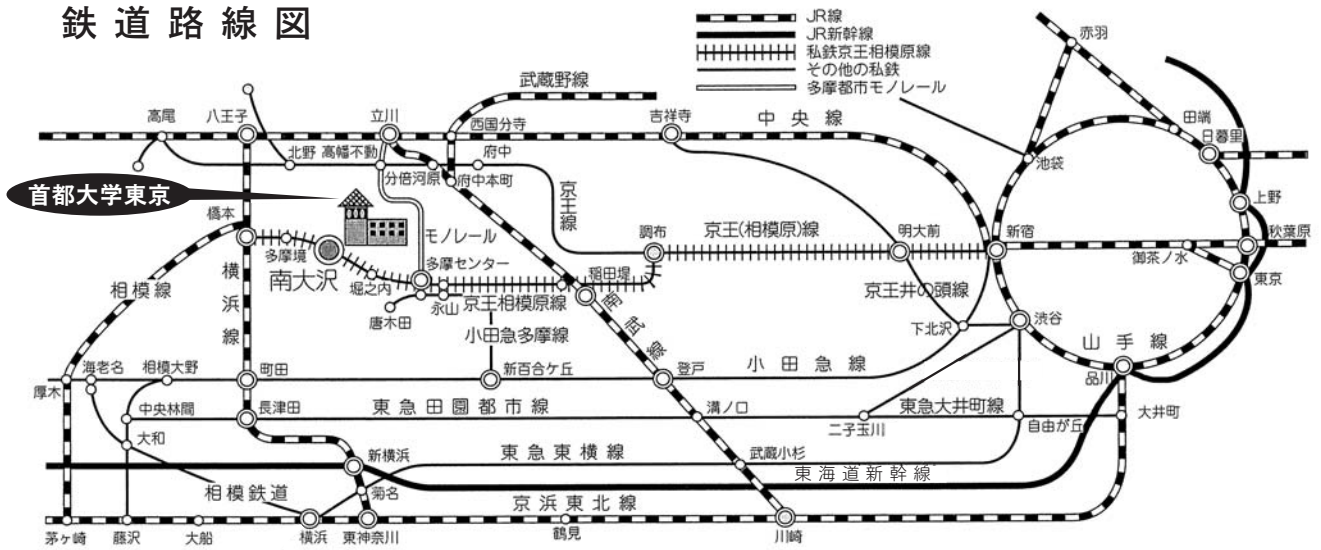 鉄道路線図
JR線
JR新幹線
私鉄京王相模原線
その他の私鉄
多摩都市モノレール
赤羽
武蔵野線
高尾
八王子
立川
西国分寺
吉祥寺
中央線
田端
日暮里
北野
高幡不動
府中
池袋
分倍河原
府中本町
首都大学東京
京王線
上野
橋本
モノレール
調布
京王(相模原)線
明大前
新宿
秋葉原
御茶ノ水
多摩境
南大沢
多摩センター
稲田堤
東京
横浜線
堀之内
相模線
永山
京王相模原線
南武線
京王井の頭線
唐木田
小田急多摩線
下北沢
渋谷
山手線
海老名
相模大野
町田
新百合ケ丘
登戸
小田急線
品川
厚木
中央林間
長津田
東急田園都市線
溝ノ口
東急大井町線
大井町
二子玉川
自由が丘
大和
新横浜
東急東横線
武蔵小杉
東海道新幹線
相模鉄道
菊名
京浜東北線
茅ヶ崎
藤沢
大船
横浜
東神奈川
鶴見
川崎